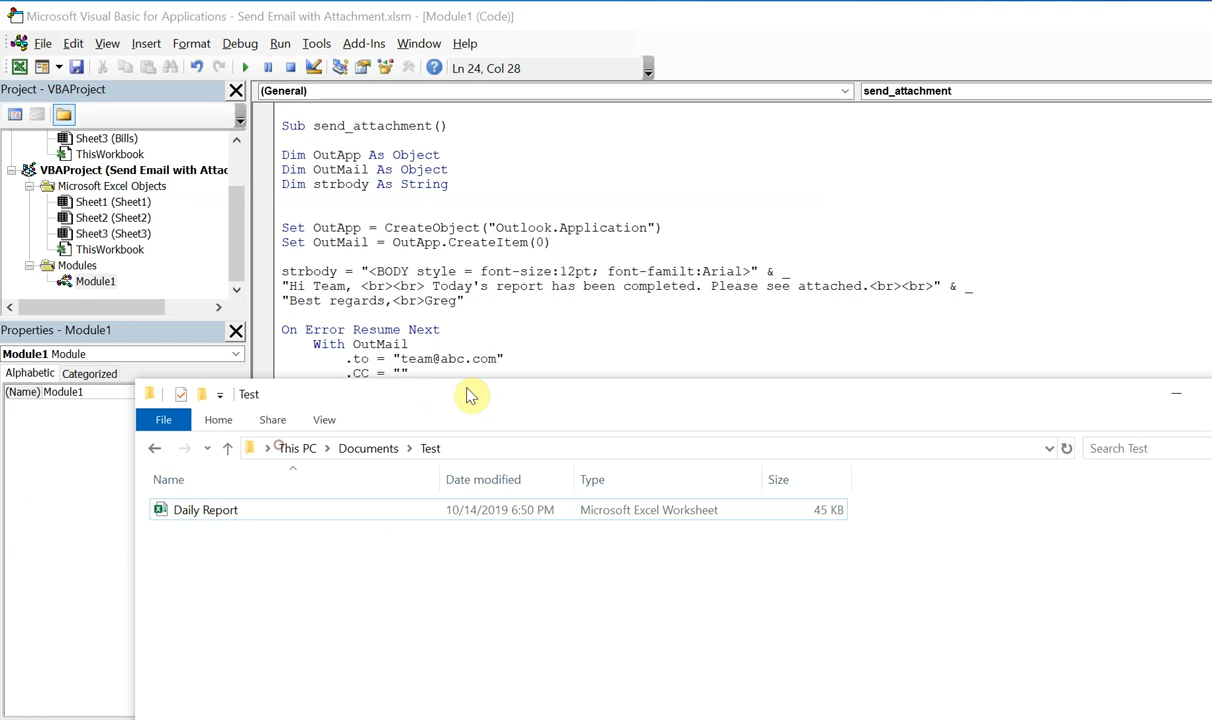 Microsoft Visual Basic for Applications - Send Email with Attachment.xlsm - [Module1 (Code)]
File Edit View Insert Format Debug Run Tools Add-Ins Window Help
Ln 24, Col 28
Project - VBAProject
(General)
send_attachment
Sheet3 (Bills)
ThisWorkbook
VBAProject (Send Email with Attac
Microsoft Excel Objects
Sheet1 (Sheet1)
Sheet2 (Sheet2)
Sheet3 (Sheet3)
ThisWorkbook
Modules
Module1
Properties - Module1
Module1 Module
Alphabetic Categorized
(Name) Module1
Sub send_attachment()
Dim OutApp As Object
Dim OutMail As Object
Dim strbody As String
Set OutApp = CreateObject("Outlook.Application")
Set OutMail = OutApp.CreateItem(0)
strbody = "<BODY style = font-size:12pt; font-familt:Arial>" & _
"Hi Team, <br><br> Today's report has been completed. Please see attached.<br><br>" & _
"Best regards,<br>Greg"
On Error Resume Next
With OutMail
.to = "team@abc.com"
.CC = ""
Test
File Home Share View
This PC > Documents > Test
Search Test
Name Date modified Type Size
Daily Report 10/14/2019 6:50 PM Microsoft Excel Worksheet 45 KB